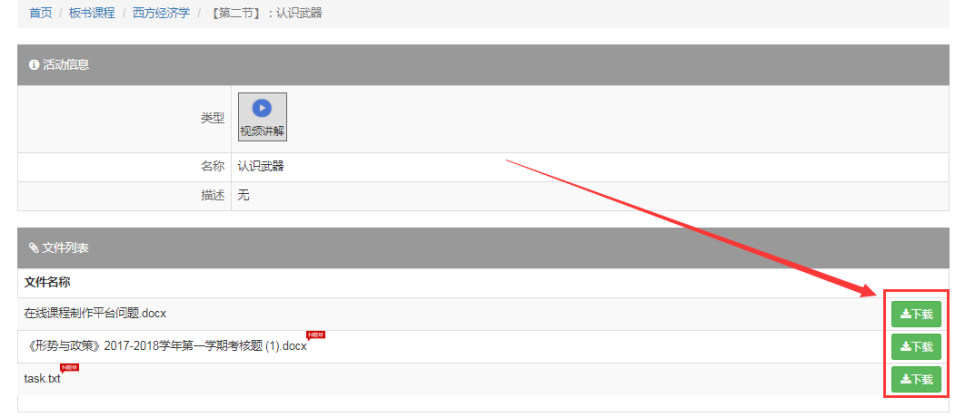 首页 / 板书课程 / 西方经济学 / 【第二节】：认识武器
活动信息
类型
视频讲解
名称 认识武器
描述 无
文件列表
文件名称
在线课程制作平台问题.docx 下载
《形势与政策》2017-2018学年第一学期考核题 (1).docx 下载
task.txt 下载